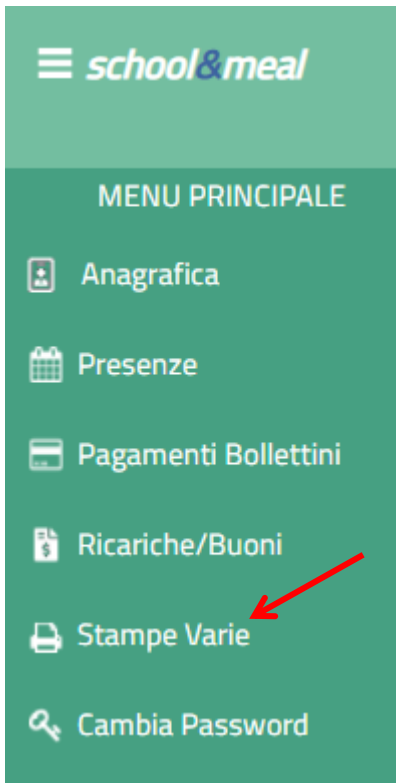 school&meal
MENU PRINCIPALE
Anagrafica
Presenze
Pagamenti Bollettini
Ricariche/Buoni
Stampe Varie
Cambia Password